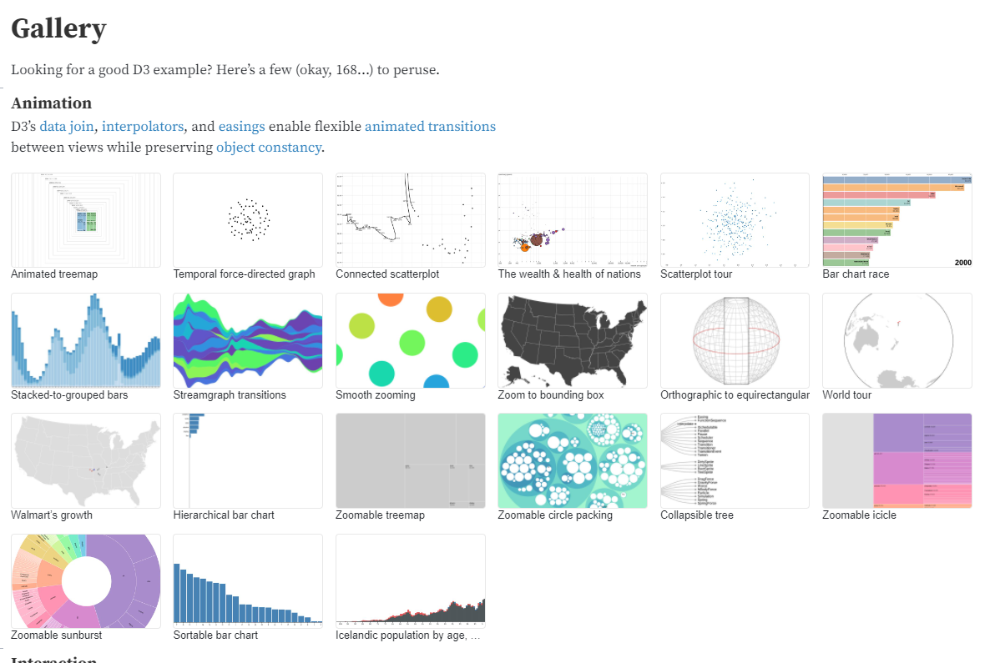 Gallery
Looking for a good D3 example? Here’s a few (okay, 168…) to peruse.
Animation
D3’s data join, interpolators, and easings enable flexible animated transitions
between views while preserving object constancy.
Animated treemap
Temporal force-directed graph
Connected scatterplot
The wealth & health of nations
Scatterplot tour
2000
Bar chart race
Stacked-to-grouped bars
Streamgraph transitions
Smooth zooming
Zoom to bounding box
Orthographic to equirectangular
World tour
Walmart’s growth
Hierarchical bar chart
Zoomable treemap
Zoomable circle packing
Collapsible tree
Zoomable icicle
Zoomable sunburst
Sortable bar chart
Icelandic population by age, …
Interaction